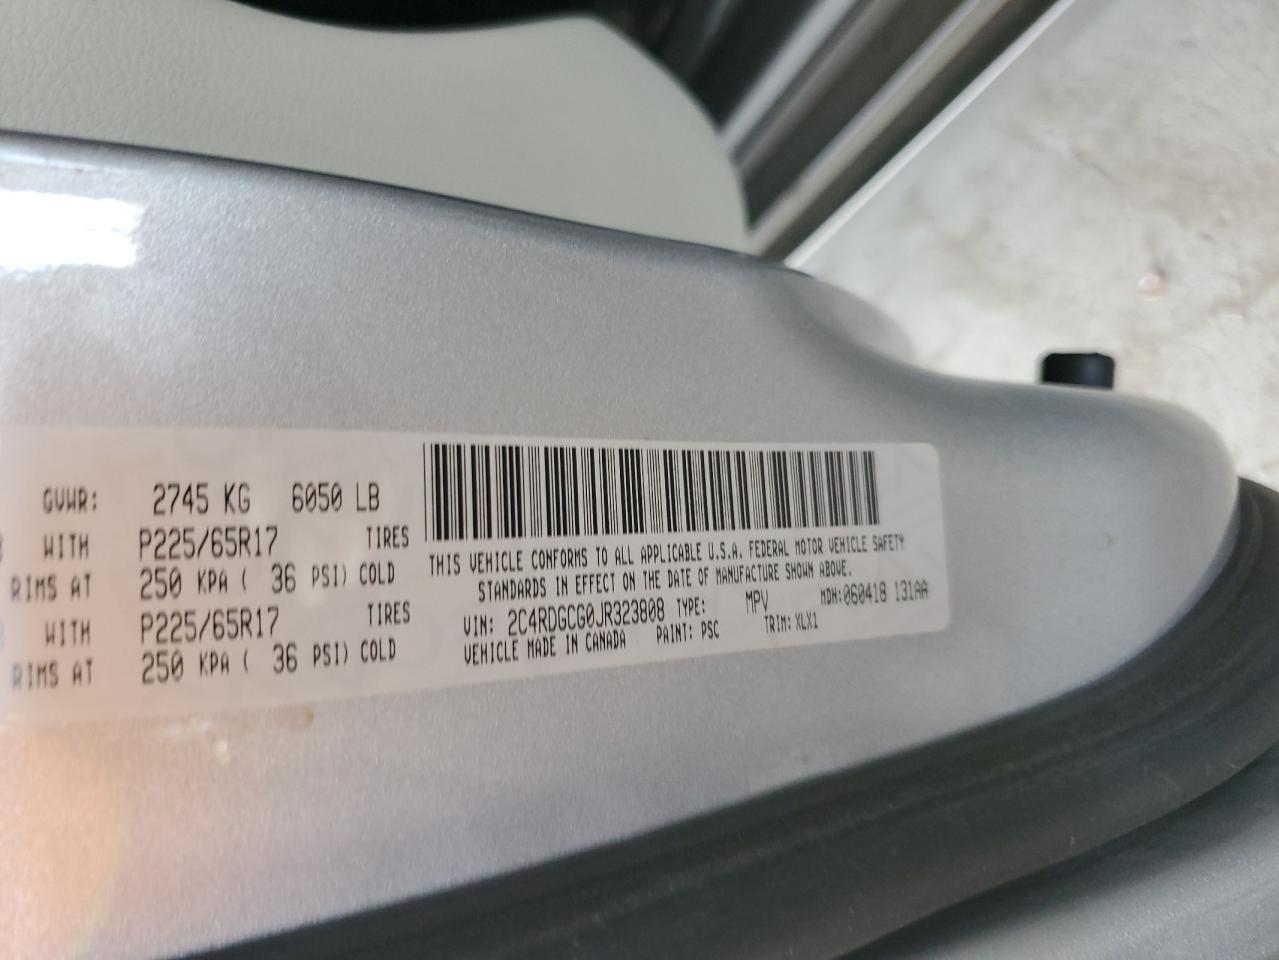 GVWR: 2745 KG 6050 LB
WITH P225/65R17 TIRES
RIMS AT 250 KPA ( 36 PSI) COLD
WITH P225/65R17 TIRES
RIMS AT 250 KPA ( 36 PSI) COLD
THIS VEHICLE CONFORMS TO ALL APPLICABLE U.S.A. FEDERAL MOTOR VEHICLE SAFETY
STANDARDS IN EFFECT ON THE DATE OF MANUFACTURE SHOWN ABOVE.
VIN: 2C4RDGCG0JR323808 TYPE: MPV MDH:060418 131AA
VEHICLE MADE IN CANADA PAINT: PSC TRIM: XLX1